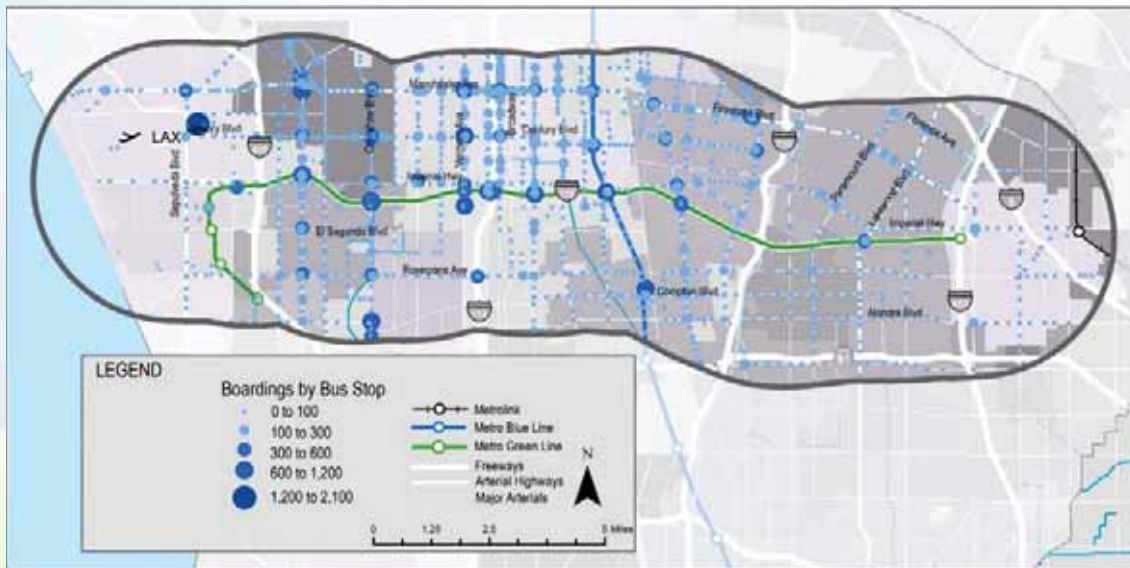 Manchester
Firestone Blvd
LAX
Century Blvd
Florence Ave
Sepulveda Blvd
Imperial Hwy
Paramount Blvd
Lakewood Blvd
Imperial Hwy
El Segundo Blvd
Rosecrans Ave
Compton Blvd
Alondra Blvd
LEGEND
Boardings by Bus Stop
0 to 100
100 to 300
300 to 600
600 to 1,200
1,200 to 2,100
Metrolink
Metro Blue Line
Metro Green Line
Freeways
Arterial Highways
Major Arterials
N
0 1.25 2.5 5 Miles